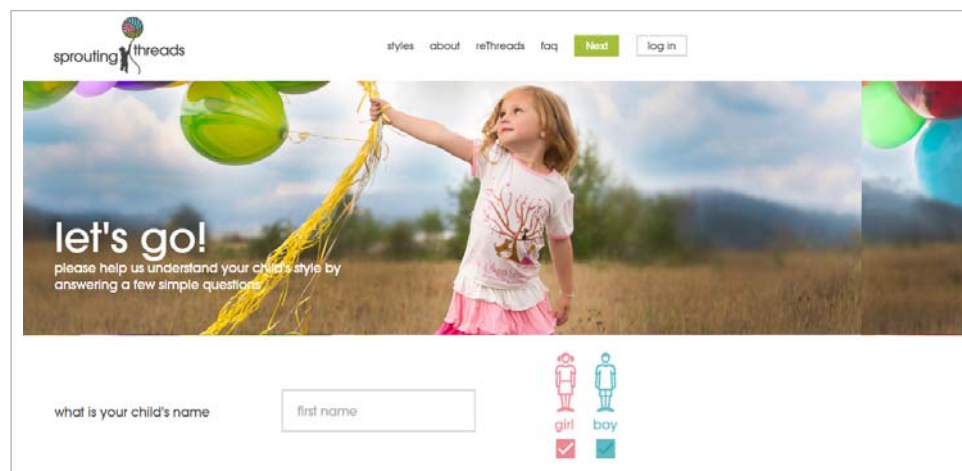 sprouting threads
styles about reThreads faq Next log in
let's go!
please help us understand your child's style by
answering a few simple questions
what is your child's name
first name
girl boy